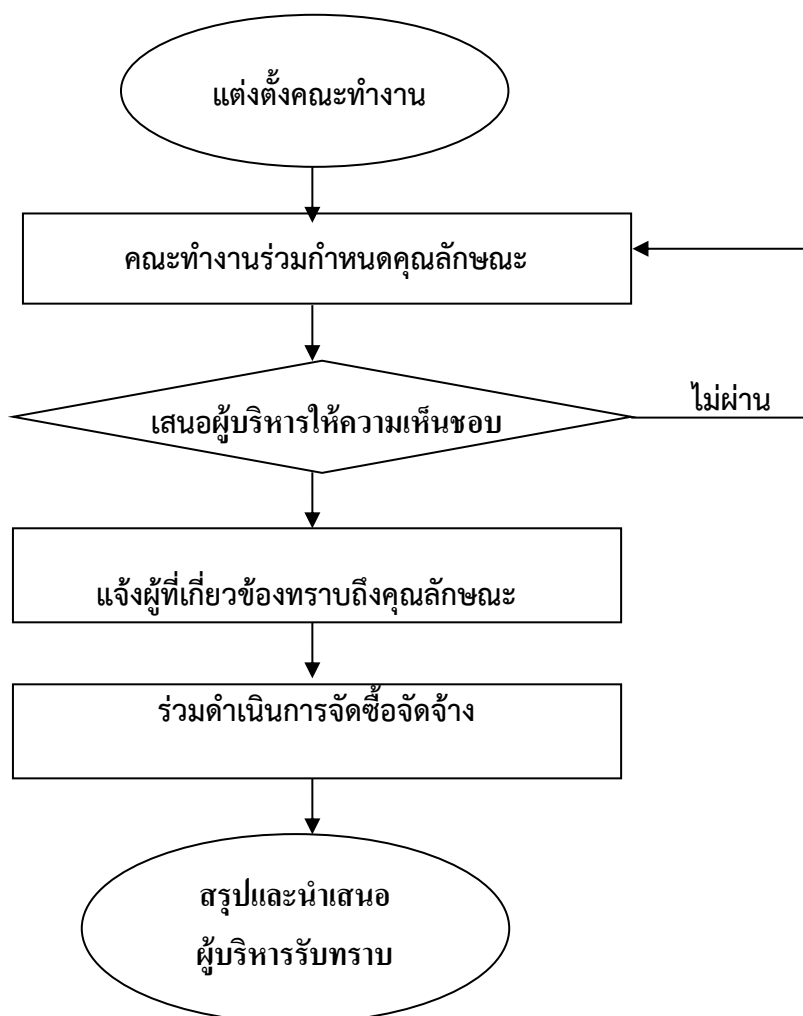 แต่งตั้งคณะทำงาน
คณะทำงานร่วมกำหนดคุณลักษณะ
เสนอผู้บริหารให้ความเห็นชอบ
ไม่ผ่าน
แจ้งผู้ที่เกี่ยวข้องทราบถึงคุณลักษณะ
ร่วมดำเนินการจัดซื้อจัดจ้าง
สรุปและนำเสนอ
ผู้บริหารรับทราบ